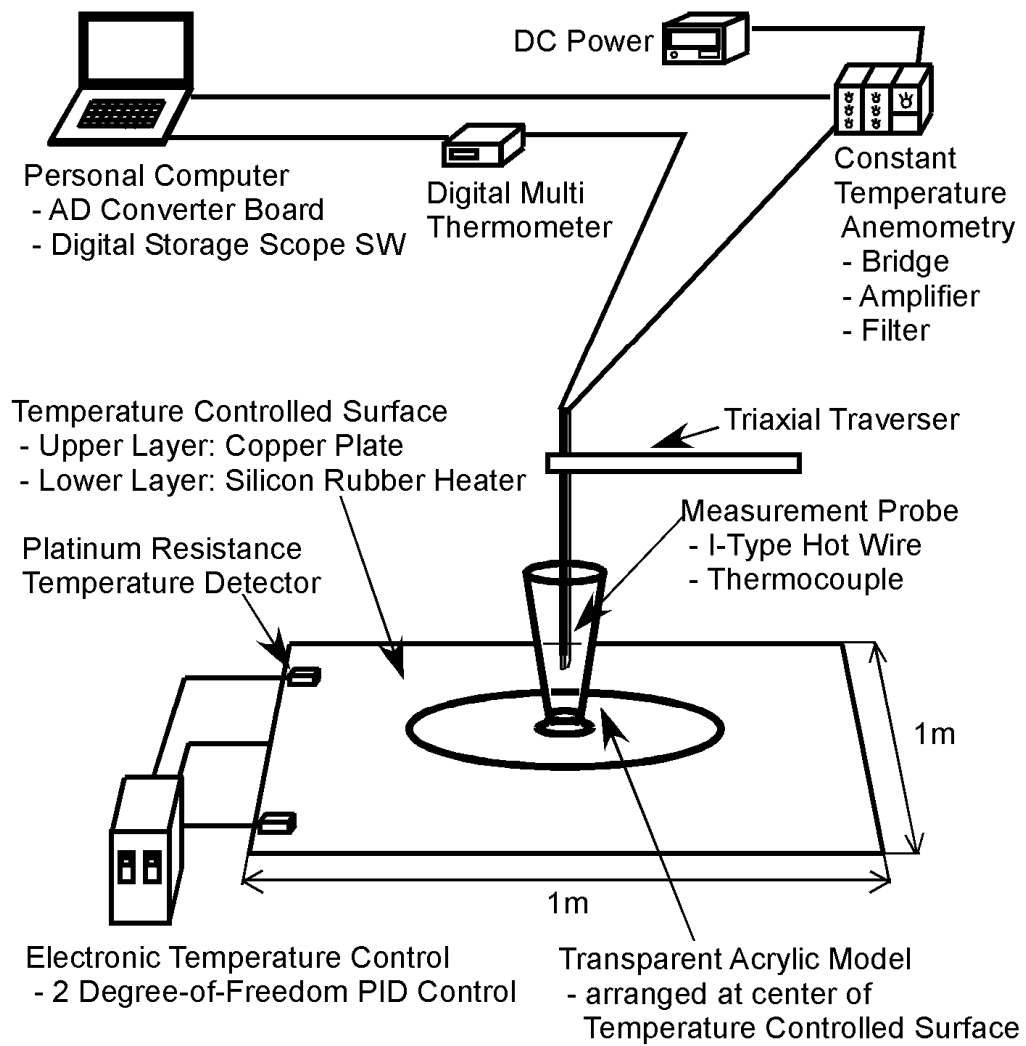 DC Power
Personal Computer
- AD Converter Board
- Digital Storage Scope SW
Digital Multi
Thermometer
Constant
Temperature
Anemometry
- Bridge
- Amplifier
- Filter
Temperature Controlled Surface
- Upper Layer: Copper Plate
- Lower Layer: Silicon Rubber Heater
Triaxial Traverser
Platinum Resistance
Temperature Detector
Measurement Probe
- I-Type Hot Wire
- Thermocouple
1m
1m
Electronic Temperature Control
- 2 Degree-of-Freedom PID Control
Transparent Acrylic Model
- arranged at center of
Temperature Controlled Surface